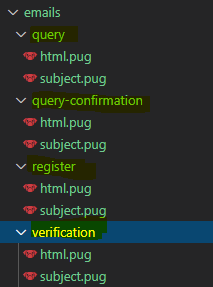 emails
query
html.pug
subject.pug
query-confirmation
html.pug
subject.pug
register
html.pug
subject.pug
verification
html.pug
subject.pug